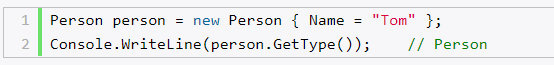 1 Person person = new Person { Name = "Tom" };
2 Console.WriteLine(person.GetType());    // Person